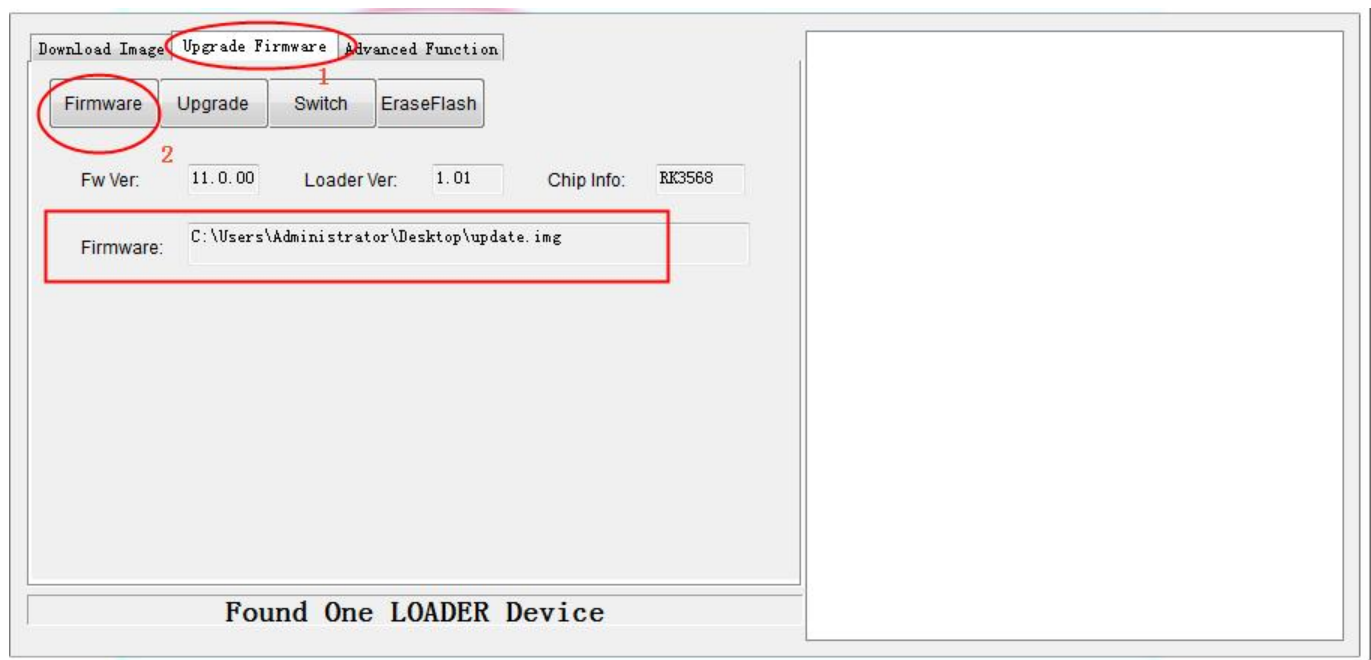 Download Image Upgrade Firmware Advanced Function
1
Firmware Upgrade Switch EraseFlash
2
Fw Ver: 11.0.00 Loader Ver: 1.01 Chip Info: RK3568
Firmware: C:\Users\Administrator\Desktop\update.img
Found One LOADER Device